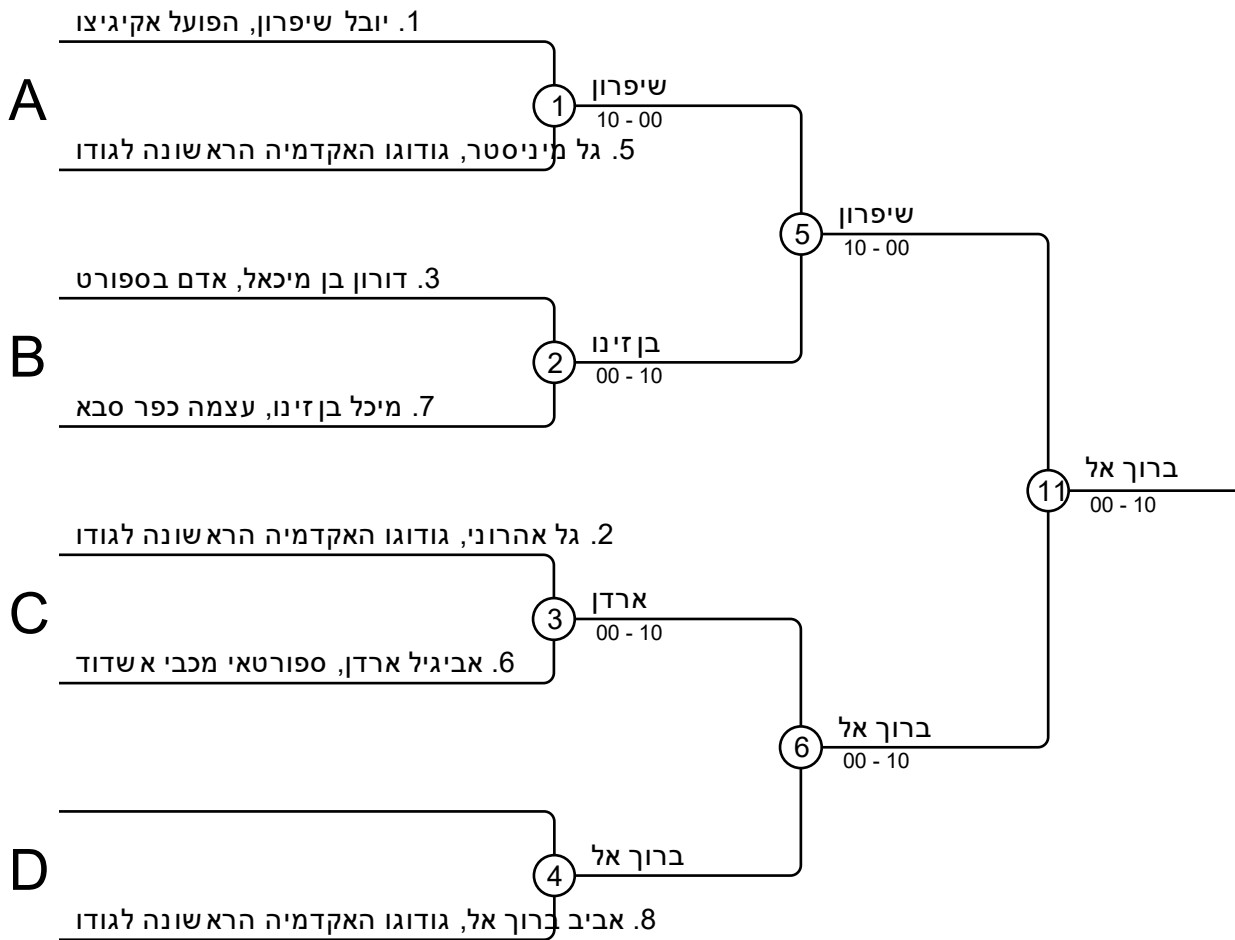 1. יובל שיפרון, הפועל אקיגיצו
A
1
שיפרון
10 - 00
5. גל מיניסטר, גודוגו האקדמיה הראשונה לגודו
5
שיפרון
10 - 00
3. דורון בן מיכאל, אדם בספורט
B
2
בן זינו
00 - 10
7. מיכל בן זינו, עצמה כפר סבא
11
ברוך אל
00 - 10
2. גל אהרוני, גודוגו האקדמיה הראשונה לגודו
C
3
ארדן
00 - 10
6. אביגיל ארדן, ספורטאי מכבי אשדוד
6
ברוך אל
00 - 10
D
4
ברוך אל
8. אביב ברוך אל, גודוגו האקדמיה הראשונה לגודו